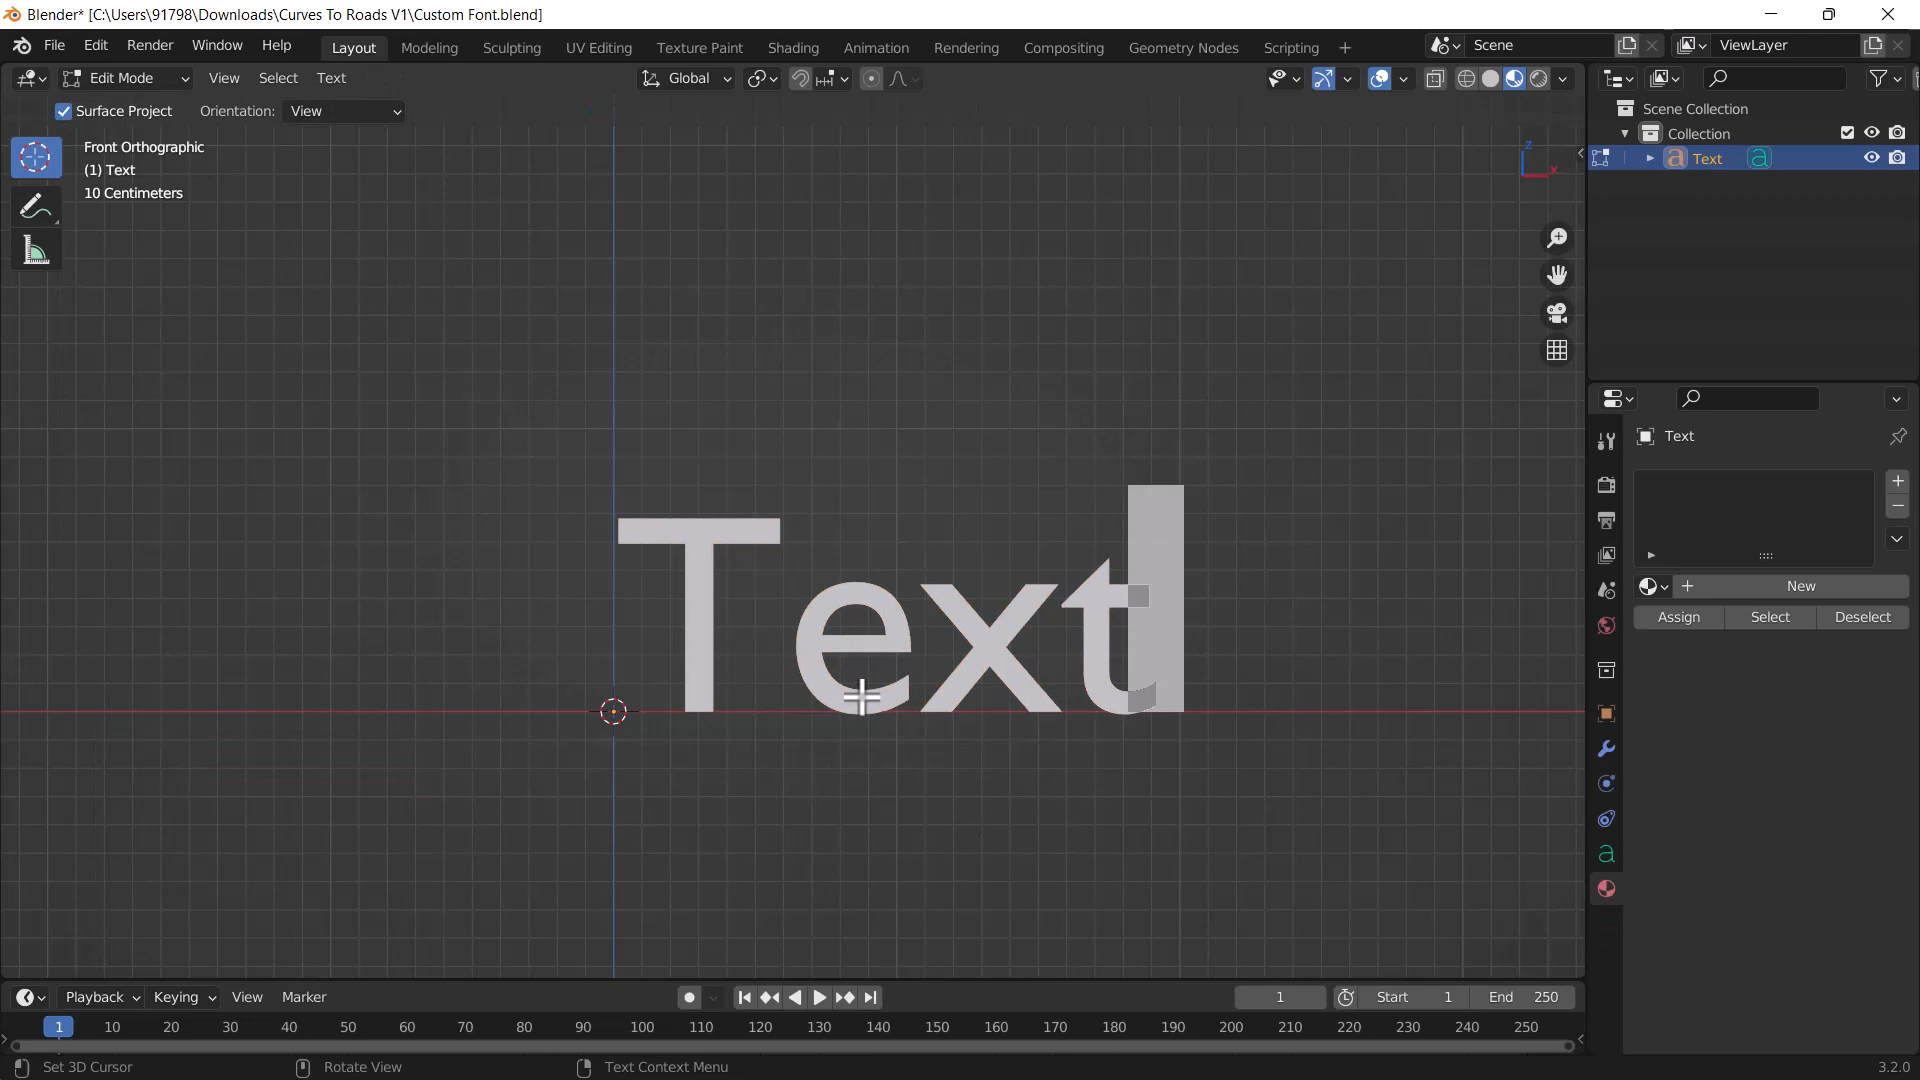 Blender* [C:\Users\91798\Downloads\Curves To Roads V1\Custom Font.blend]
File Edit Render Window Help Layout Modeling Sculpting UV Editing Texture Paint Shading Animation Rendering Compositing Geometry Nodes Scripting + Scene ViewLayer
Edit Mode View Select Text Global
Surface Project Orientation: View
Scene Collection
Collection
Text
Front Orthographic
(1) Text
10 Centimeters
Z
X
Text
Text
+ New
Assign Select Deselect
Playback Keying View Marker 1 Start 1 End 250
1 10 20 30 40 50 60 70 80 90 100 110 120 130 140 150 160 170 180 190 200 210 220 230 240 250
Set 3D Cursor Rotate View Text Context Menu 3.2.0